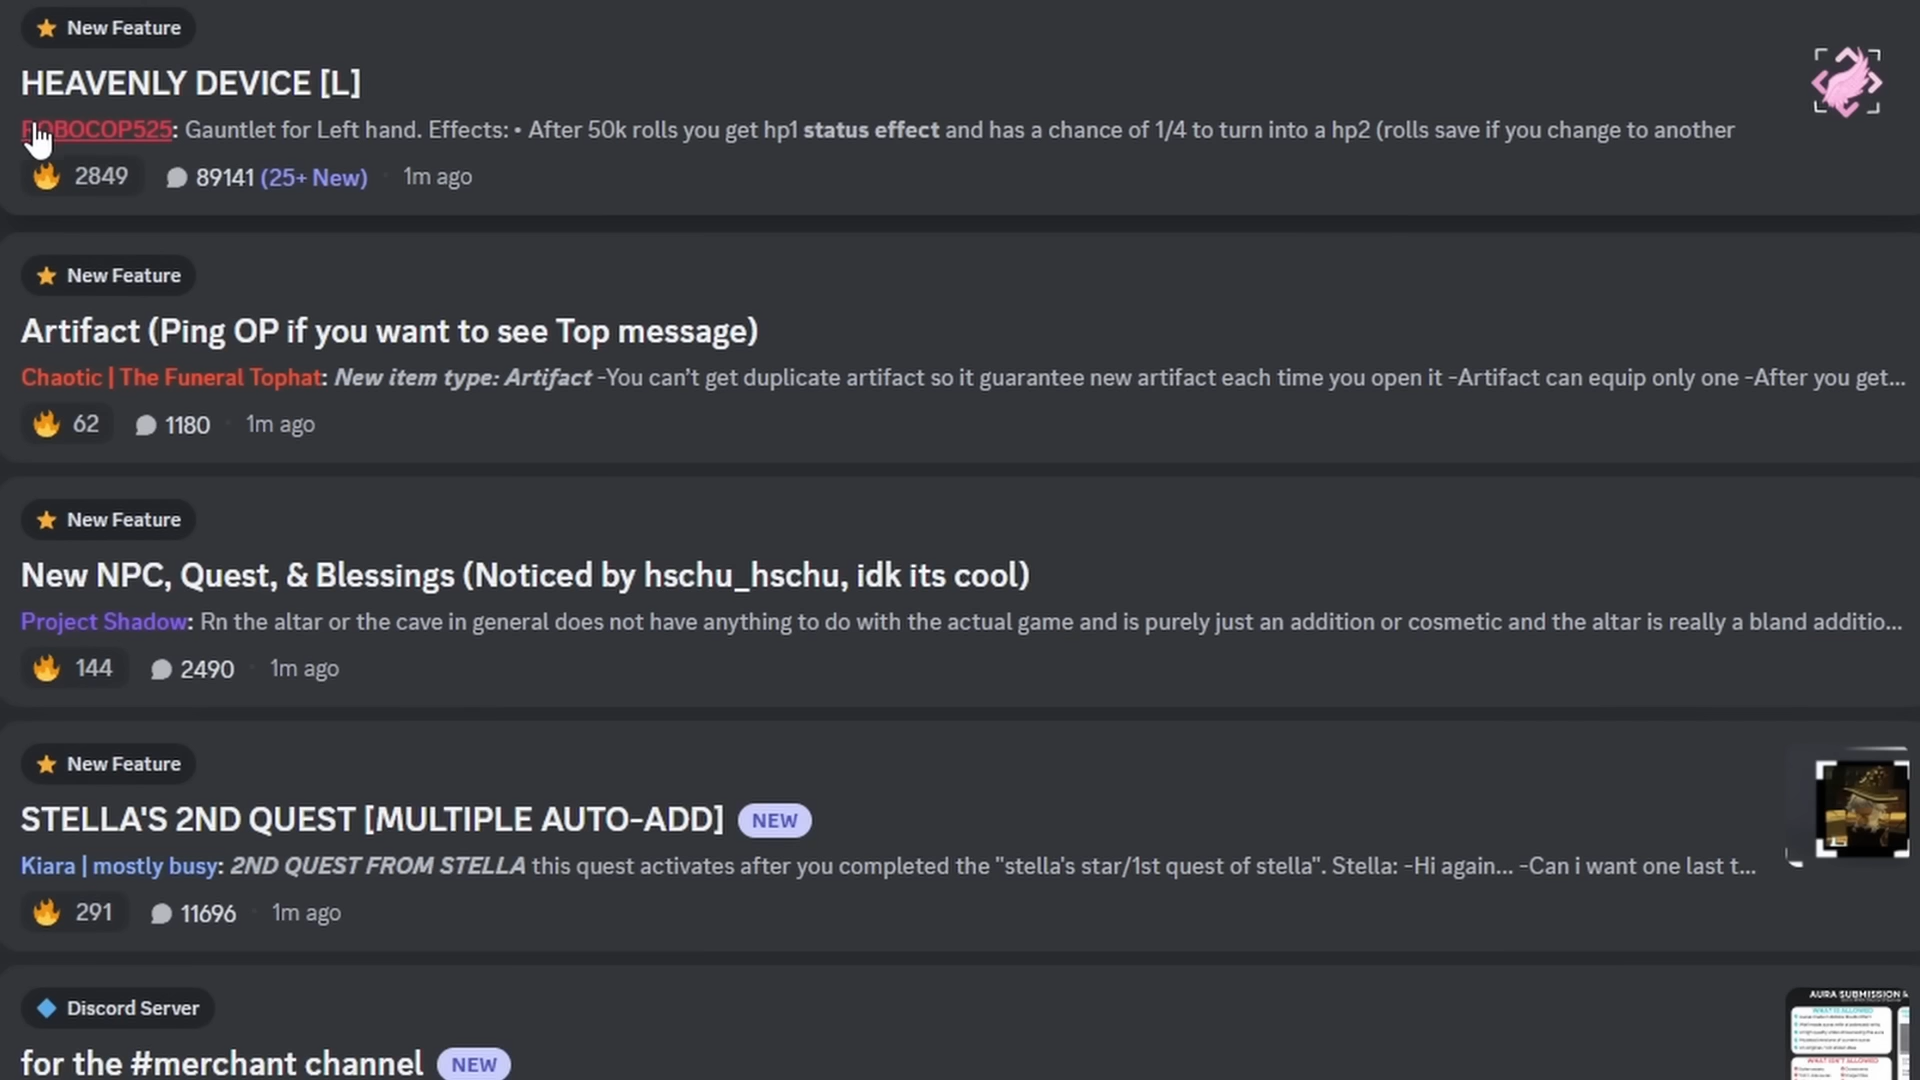 New Feature
HEAVENLY DEVICE [L]
ROBOCOP525: Gauntlet for Left hand. Effects: • After 50k rolls you get hp1 status effect and has a chance of 1/4 to turn into a hp2 (rolls save if you change to another
2849 89141 (25+ New) 1m ago
New Feature
Artifact (Ping OP if you want to see Top message)
Chaotic | The Funeral Tophat: New item type: Artifact -You can't get duplicate artifact so it guarantee new artifact each time you open it -Artifact can equip only one -After you get...
62 1180 1m ago
New Feature
New NPC, Quest, & Blessings (Noticed by hschu_hschu, idk its cool)
Project Shadow: Rn the altar or the cave in general does not have anything to do with the actual game and is purely just an addition or cosmetic and the altar is really a bland additio...
144 2490 1m ago
New Feature
STELLA'S 2ND QUEST [MULTIPLE AUTO-ADD] NEW
Kiara | mostly busy: 2ND QUEST FROM STELLA this quest activates after you completed the "stella's star/1st quest of stella". Stella: -Hi again... -Can i want one last t...
291 11696 1m ago
Discord Server
AURA SUBMISSION
WHAT IS ALLOWED
WHAT ISN'T ALLOWED
for the #merchant channel NEW